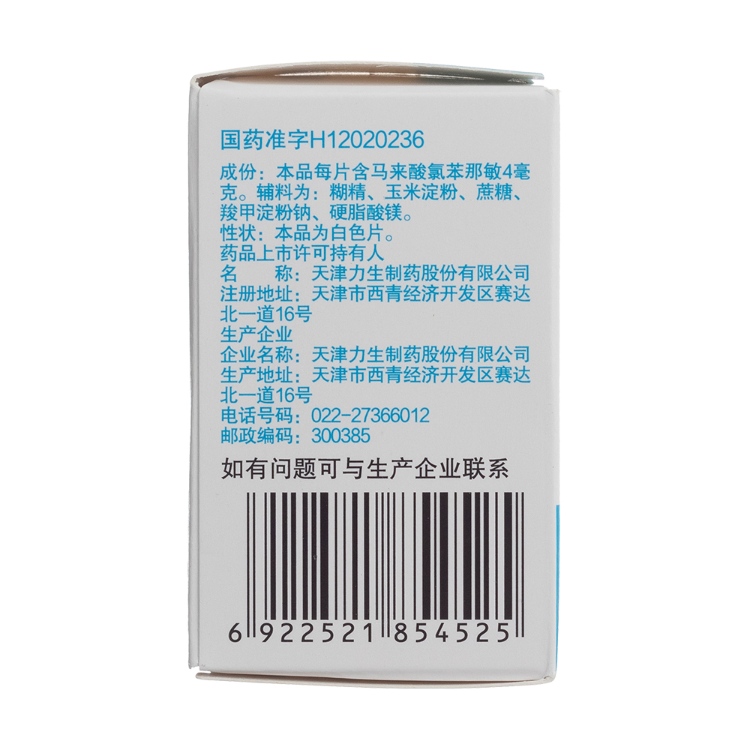 国药准字H12020236
成份：本品每片含马来酸氯苯那敏4毫
克。辅料为：糊精、玉米淀粉、蔗糖、
羧甲淀粉钠、硬脂酸镁。
性状：本品为白色片。
药品上市许可持有人
名　　称：天津力生制药股份有限公司
注册地址：天津市西青经济开发区赛达
北一道16号
生产企业
企业名称：天津力生制药股份有限公司
生产地址：天津市西青经济开发区赛达
北一道16号
电话号码：022-27366012
邮政编码：300385
如有问题可与生产企业联系
6 922521 854525